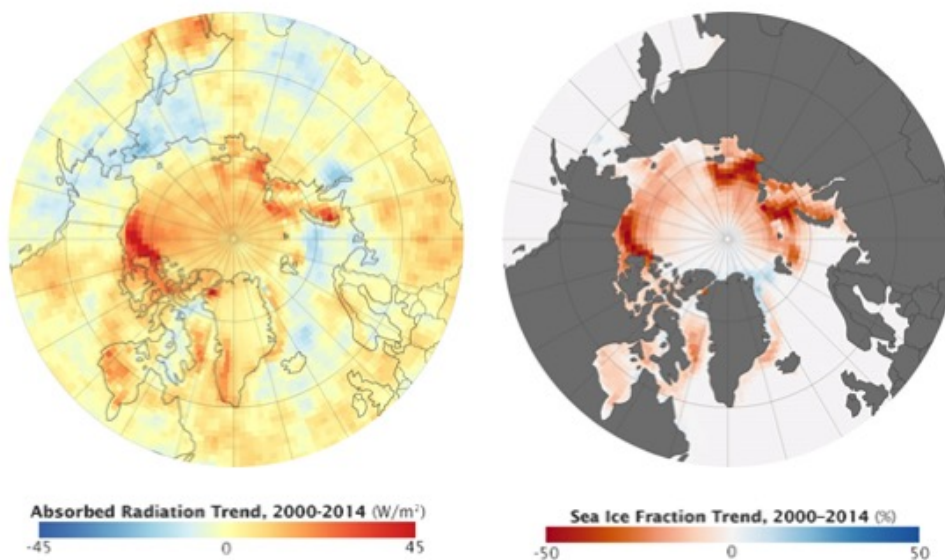 Absorbed Radiation Trend, 2000-2014 (W/m²)
-45 0 45
Sea Ice Fraction Trend, 2000–2014 (%)
-50 0 50